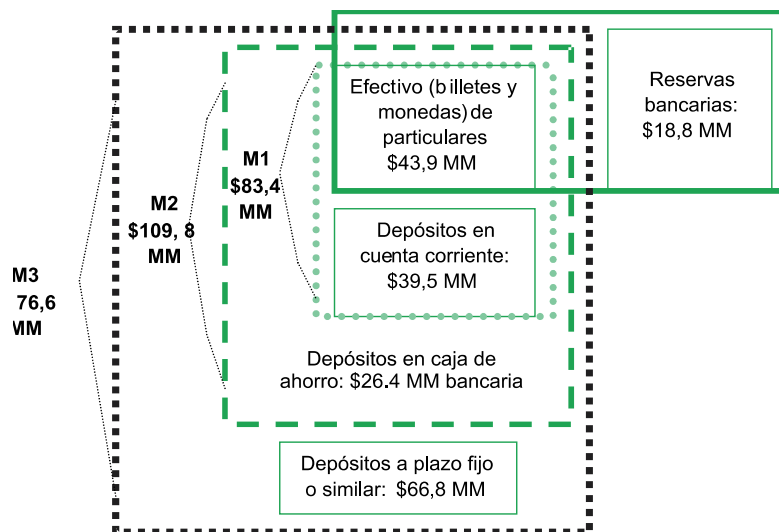 Efectivo (billetes y
monedas) de
particulares
$43,9 MM
Reservas
bancarias:
$18,8 MM
M1
$83,4
MM
M2
$109, 8
MM
Depósitos en
cuenta corriente:
$39,5 MM
M3
76,6
MM
Depósitos en caja de
ahorro: $26.4 MM bancaria
Depósitos a plazo fijo
o similar: $66,8 MM